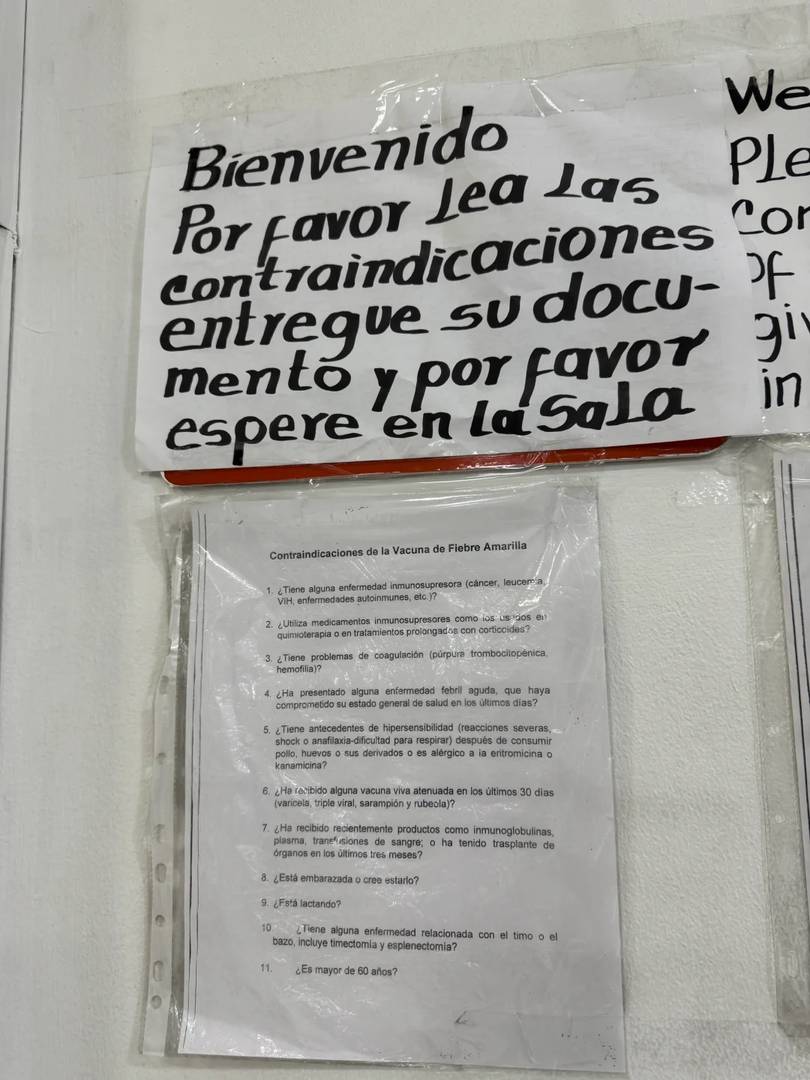 Bienvenido
Por favor Lea Las
contraindicaciones
entregue su docu-
mento y por favor
espere en la Sala
We
PLe
Con
Of
giv
in
Contraindicaciones de la Vacuna de Fiebre Amarilla
1. ¿Tiene alguna enfermedad inmunosupresora (cáncer, leucemia,
VIH, enfermedades autoinmunes, etc.)?
2. ¿Utiliza medicamentos inmunosupresores como los usados en
quimioterapia o en tratamientos prolongados con corticoides?
3. ¿Tiene problemas de coagulación (púrpura trombocitopénica,
hemofilia)?
4. ¿Ha presentado alguna enfermedad febril aguda, que haya
comprometido su estado general de salud en los últimos días?
5. ¿Tiene antecedentes de hipersensibilidad (reacciones severas,
shock o anafilaxia-dificultad para respirar) después de consumir
pollo, huevos o sus derivados o es alérgico a la eritromicina o
kanamicina?
6. ¿Ha recibido alguna vacuna viva atenuada en los últimos 30 días
(varicela, triple viral, sarampión y rubeola)?
7. ¿Ha recibido recientemente productos como inmunoglobulinas,
plasma, transfusiones de sangre; o ha tenido trasplante de
órganos en los últimos tres meses?
8. ¿Está embarazada o cree estarlo?
9. ¿Está lactando?
10 ¿Tiene alguna enfermedad relacionada con el timo o el
bazo, incluye timectomía y esplenectomía?
11. ¿Es mayor de 60 años?